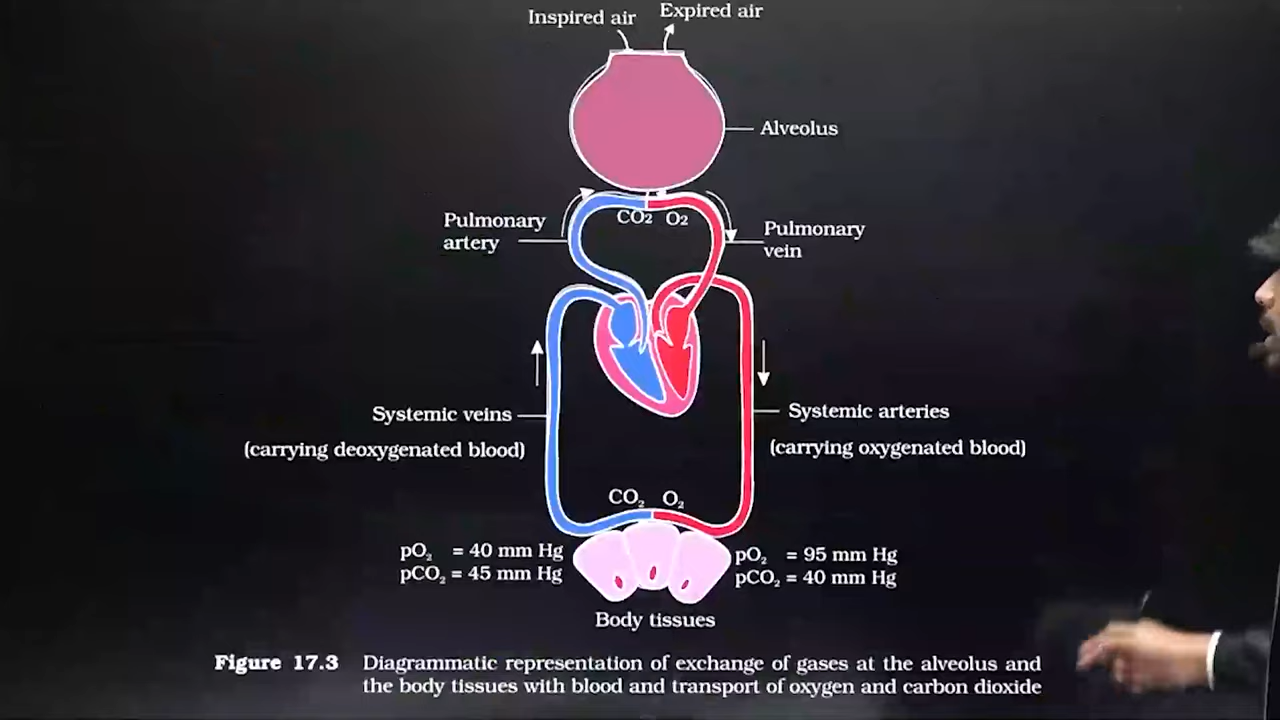 Inspired air
Expired air
Alveolus
CO2 O2
Pulmonary
artery
Pulmonary
vein
Systemic veins
(carrying deoxygenated blood)
Systemic arteries
(carrying oxygenated blood)
CO₂ O₂
pO₂ = 40 mm Hg
pCO₂ = 45 mm Hg
pO₂ = 95 mm Hg
pCO₂ = 40 mm Hg
Body tissues
Figure 17.3 Diagrammatic representation of exchange of gases at the alveolus and
the body tissues with blood and transport of oxygen and carbon dioxide